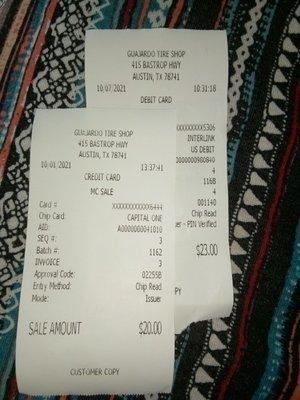 GUAJARDO TIRE SHOP
415 BASTROP HWY
AUSTIN, TX 78741
10/07/2021 10:31:18
DEBIT CARD
XXXXXXXXXX5306
INTERLINK
US DEBIT
0000000980840
4
1168
4
001140
Chip Read
er - PIN Verified
$23.00
COPY
GUAJARDO TIRE SHOP
415 BASTROP HWY
AUSTIN, TX 78741
10/01/2021 13:37:41
CREDIT CARD
MC SALE
Card # XXXXXXXXXXXX6444
Chip Card: CAPITAL ONE
AID: A0000000041010
SEQ #: 3
Batch #: 1162
INVOICE 3
Approval Code: 02255B
Entry Method: Chip Read
Mode: Issuer
SALE AMOUNT $20.00
CUSTOMER COPY